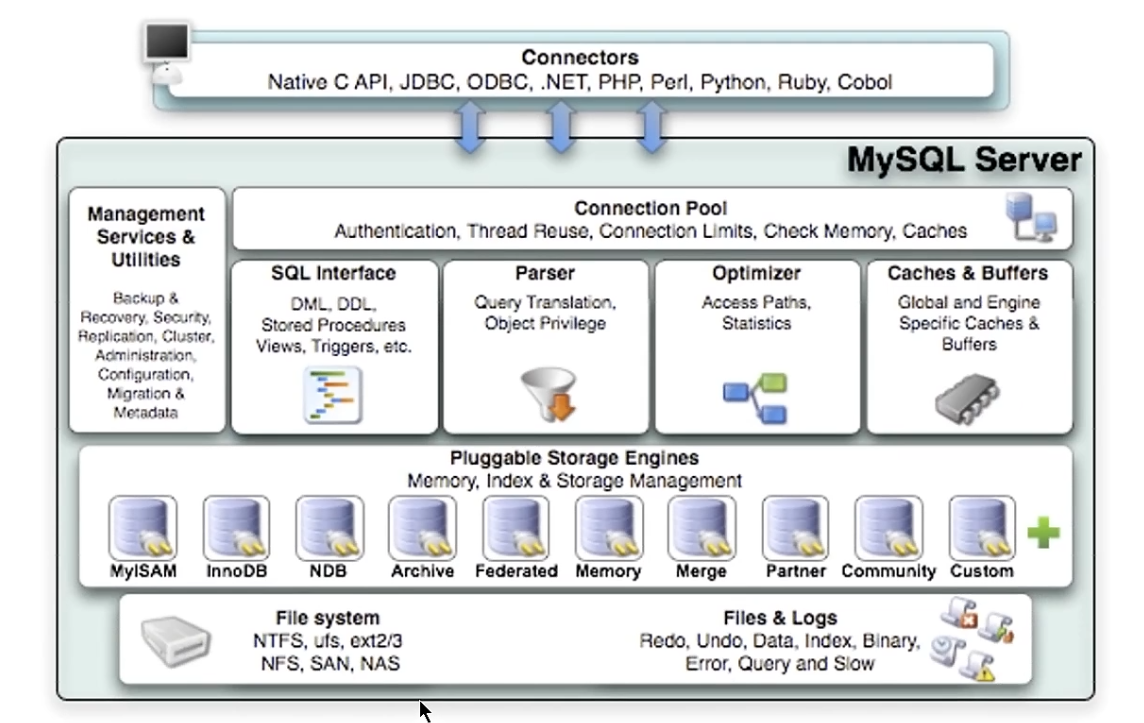 Connectors
Native C API, JDBC, ODBC, .NET, PHP, Perl, Python, Ruby, Cobol
MySQL Server
Management
Services &
Utilities
Backup &
Recovery, Security,
Replication, Cluster,
Administration,
Configuration,
Migration &
Metadata
Connection Pool
Authentication, Thread Reuse, Connection Limits, Check Memory, Caches
SQL Interface
DML, DDL,
Stored Procedures
Views, Triggers, etc.
Parser
Query Translation,
Object Privilege
Optimizer
Access Paths,
Statistics
Caches & Buffers
Global and Engine
Specific Caches &
Buffers
Pluggable Storage Engines
Memory, Index & Storage Management
MyISAM
InnoDB
NDB
Archive
Federated
Memory
Merge
Partner
Community
Custom
File system
NTFS, ufs, ext2/3
NFS, SAN, NAS
Files & Logs
Redo, Undo, Data, Index, Binary,
Error, Query and Slow